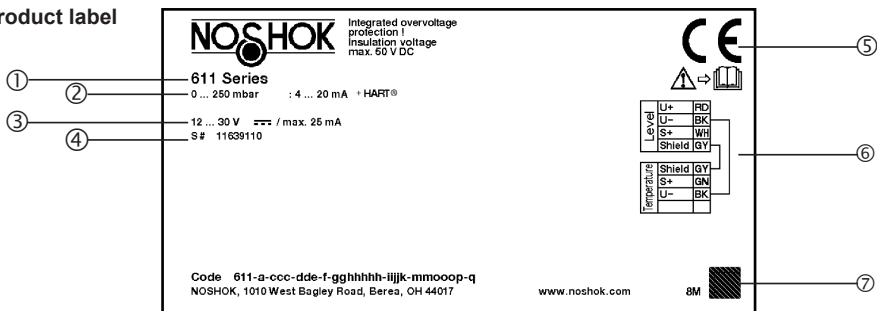 roduct label
NOSHOK
Integrated overvoltage
protection !
Insulation voltage
max. 50 V DC
CE
⑤
① 611 Series
② 0 ... 250 mbar : 4 ... 20 mA + HART®
③ 12 ... 30 V ⎓ / max. 25 mA
④ S# 11639110
Level
U+ RD
U- BK
S+ WH
Shield GY
⑥
Temperature
Shield GY
S+ GN
U- BK
Code 611-a-ccc-dde-f-gghhhhh-iijjk-mmooop-q
NOSHOK, 1010 West Bagley Road, Berea, OH 44017 www.noshok.com 8M
⑦